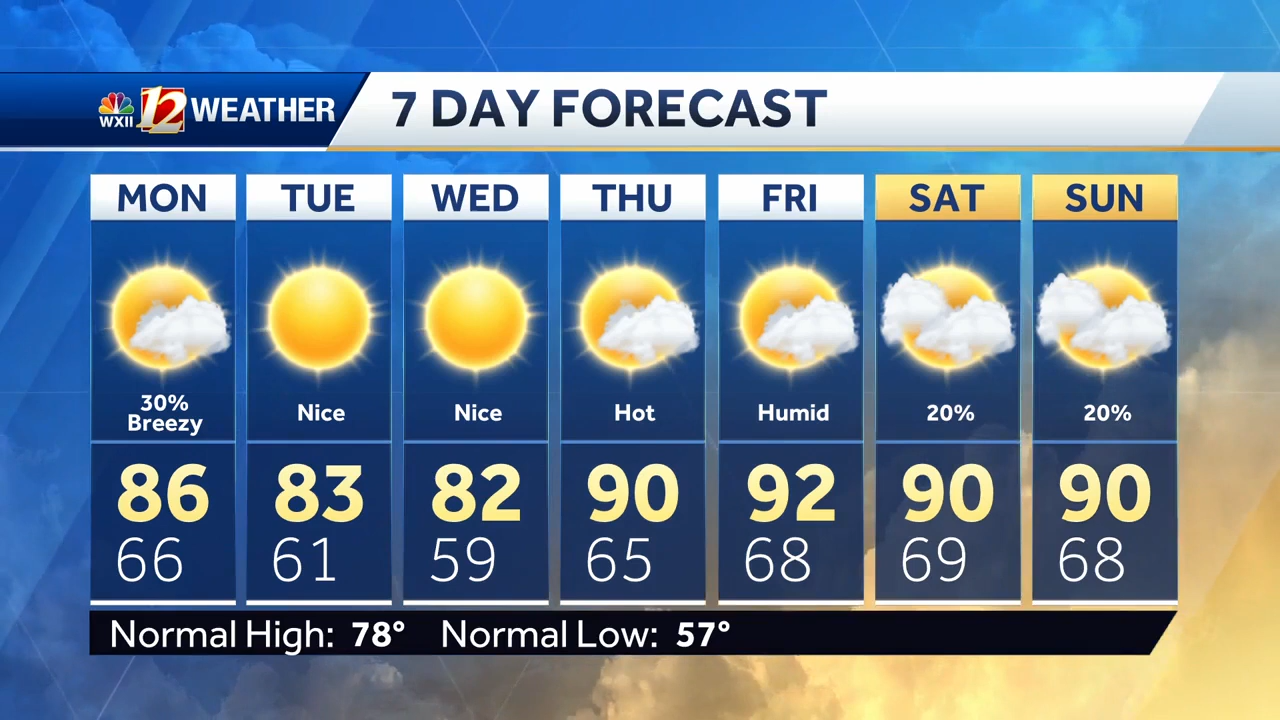 WXII 12 WEATHER
7 DAY FORECAST
MON TUE WED THU FRI SAT SUN
30% Breezy Nice Nice Hot Humid 20% 20%
86 83 82 90 92 90 90
66 61 59 65 68 69 68
Normal High: 78° Normal Low: 57°